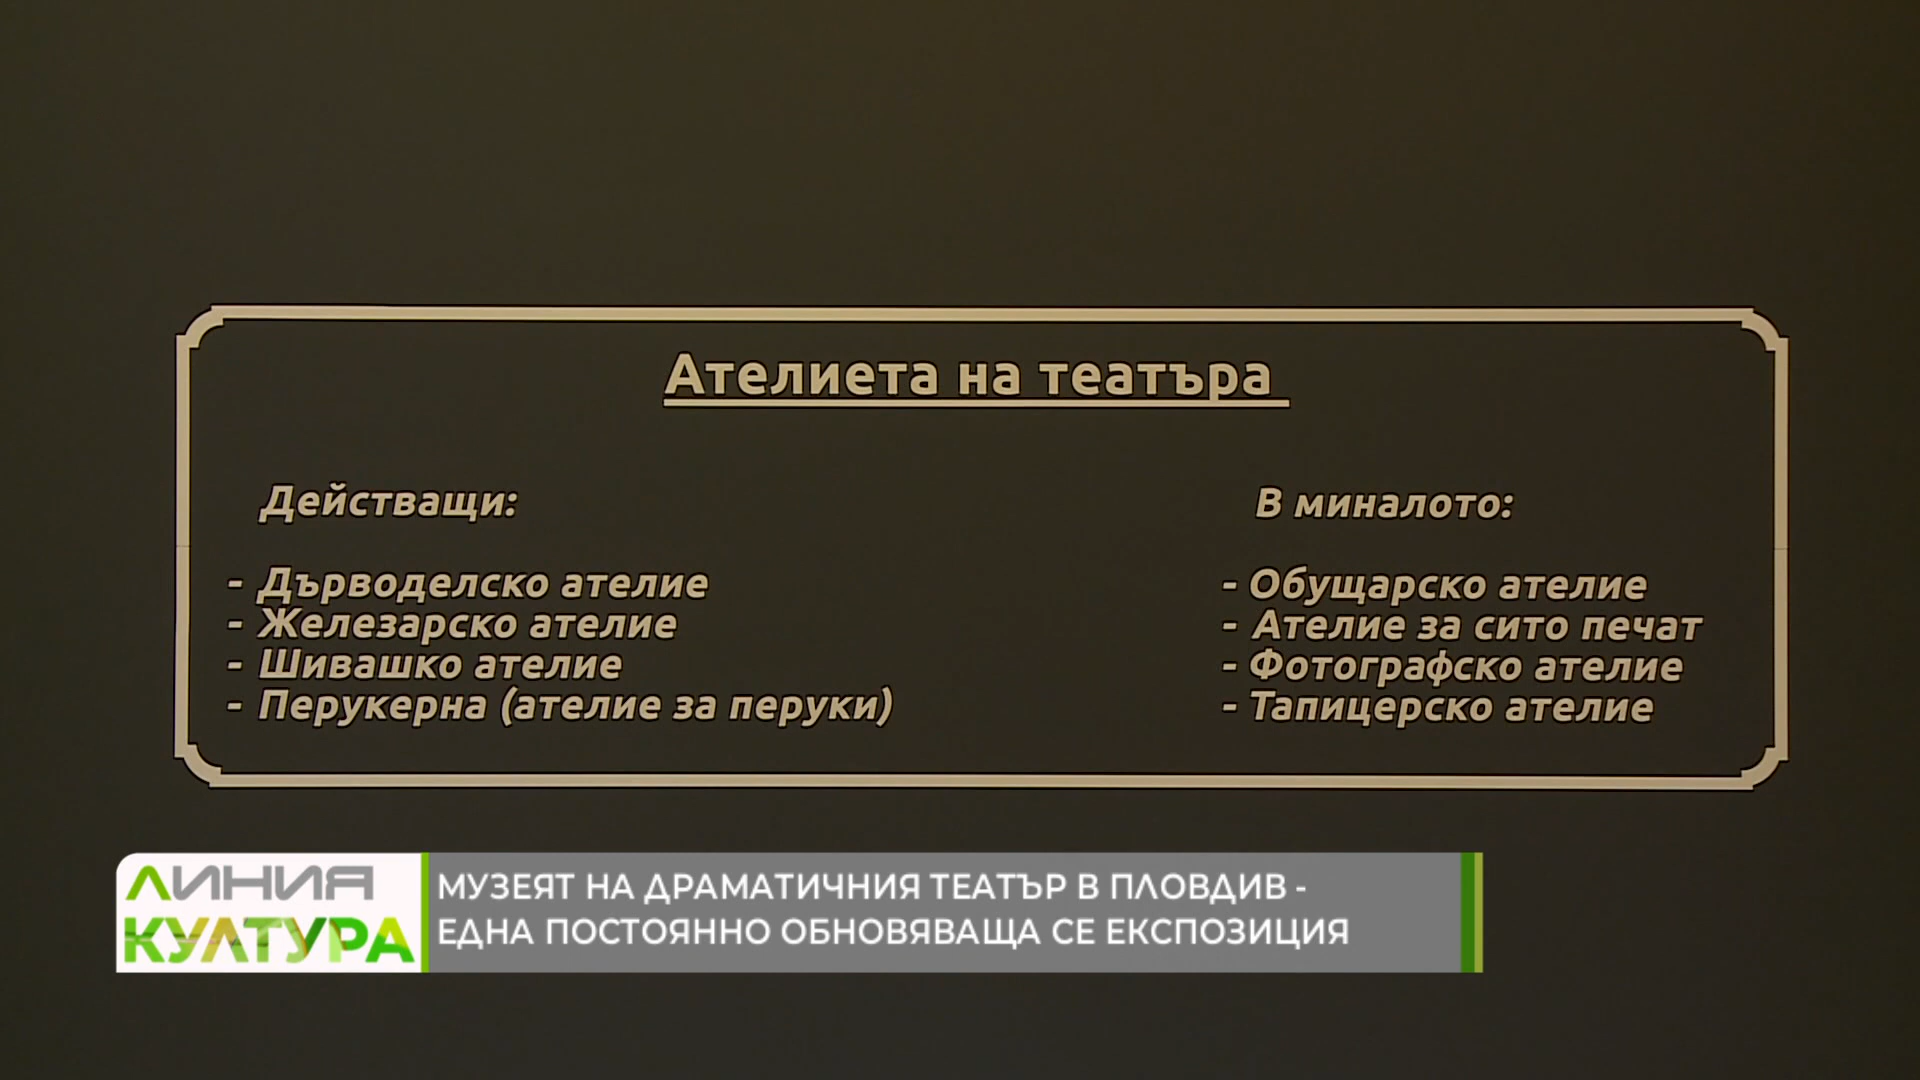 Ателиета на театъра
Действащи:
- Дърводелско ателие
- Железарско ателие
- Шивашко ателие
- Перукерна (ателие за перуки)
В миналото:
- Обущарско ателие
- Ателие за сито печат
- Фотографско ателие
- Тапицерско ателие
ЛИНИЯ
КУЛТУРА
МУЗЕЯТ НА ДРАМАТИЧНИЯ ТЕАТЪР В ПЛОВДИВ -
ЕДНА ПОСТОЯННО ОБНОВЯВАЩА СЕ ЕКСПОЗИЦИЯ